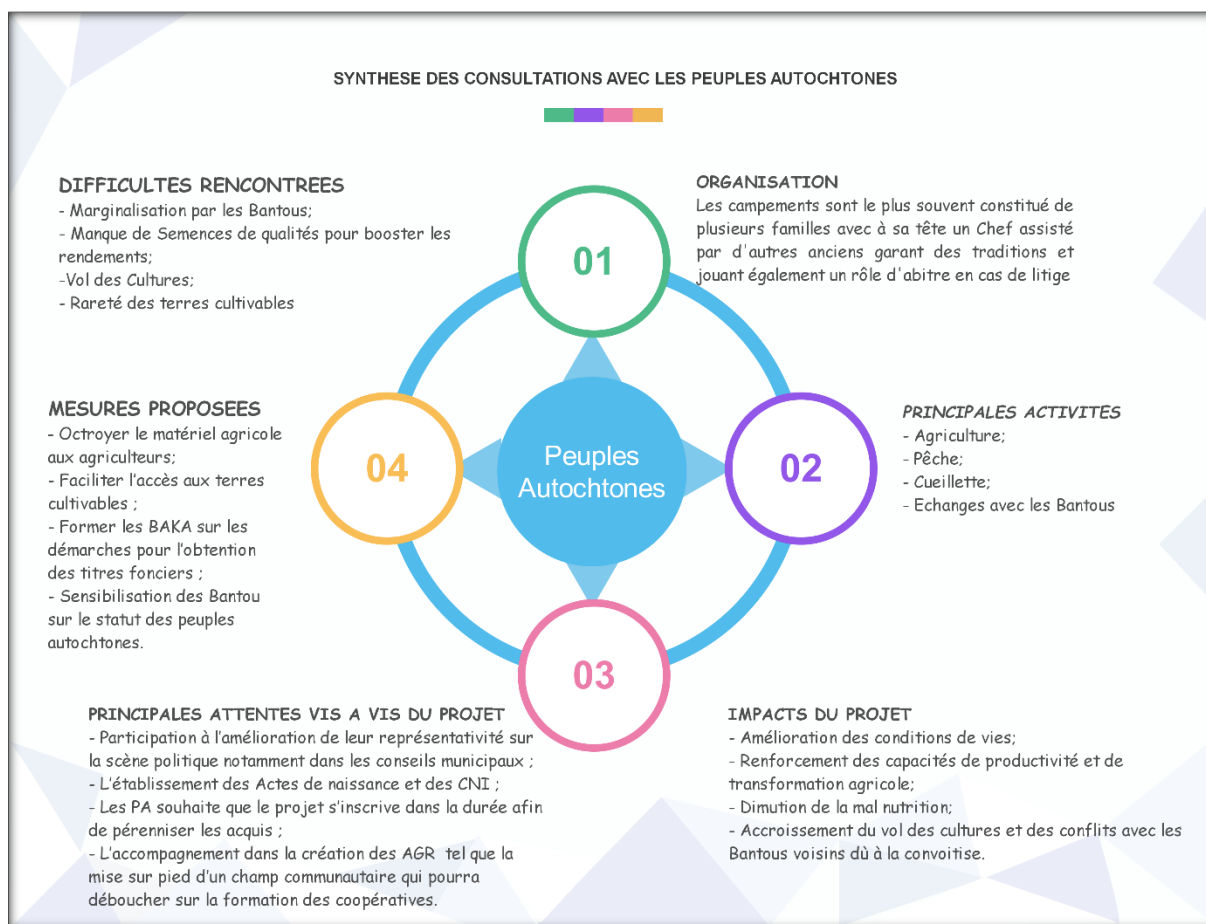 SYNTHESE DES CONSULTATIONS AVEC LES PEUPLES AUTOCHTONES
DIFFICULTES RENCONTREES
- Marginalisation par les Bantous;
- Manque de Semences de qualités pour booster les
rendements;
-Vol des Cultures;
- Rareté des terres cultivables
ORGANISATION
Les campements sont le plus souvent constitué de
plusieurs familles avec à sa tête un Chef assisté
par d'autres anciens garant des traditions et
jouant également un rôle d'abitre en cas de litige
01
MESURES PROPOSEES
- Octroyer le matériel agricole
aux agriculteurs;
- Faciliter l'accès aux terres
cultivables ;
- Former les BAKA sur les
démarches pour l'obtention
des titres fonciers ;
- Sensibilisation des Bantou
sur le statut des peuples
autochtones.
04
Peuples
Autochtones
02
PRINCIPALES ACTIVITES
- Agriculture;
- Pêche;
- Cueillette;
- Echanges avec les Bantous
03
PRINCIPALES ATTENTES VIS A VIS DU PROJET
- Participation à l'amélioration de leur représentativité sur
la scène politique notamment dans les conseils municipaux ;
- L'établissement des Actes de naissance et des CNI ;
- Les PA souhaite que le projet s'inscrive dans la durée afin
de pérenniser les acquis ;
- L'accompagnement dans la création des AGR tel que la
mise sur pied d'un champ communautaire qui pourra
déboucher sur la formation des coopératives.
IMPACTS DU PROJET
- Amélioration des conditions de vies;
- Renforcement des capacités de productivité et de
transformation agricole;
- Dimution de la mal nutrition;
- Accroissement du vol des cultures et des conflits avec les
Bantous voisins dù à la convoitise.